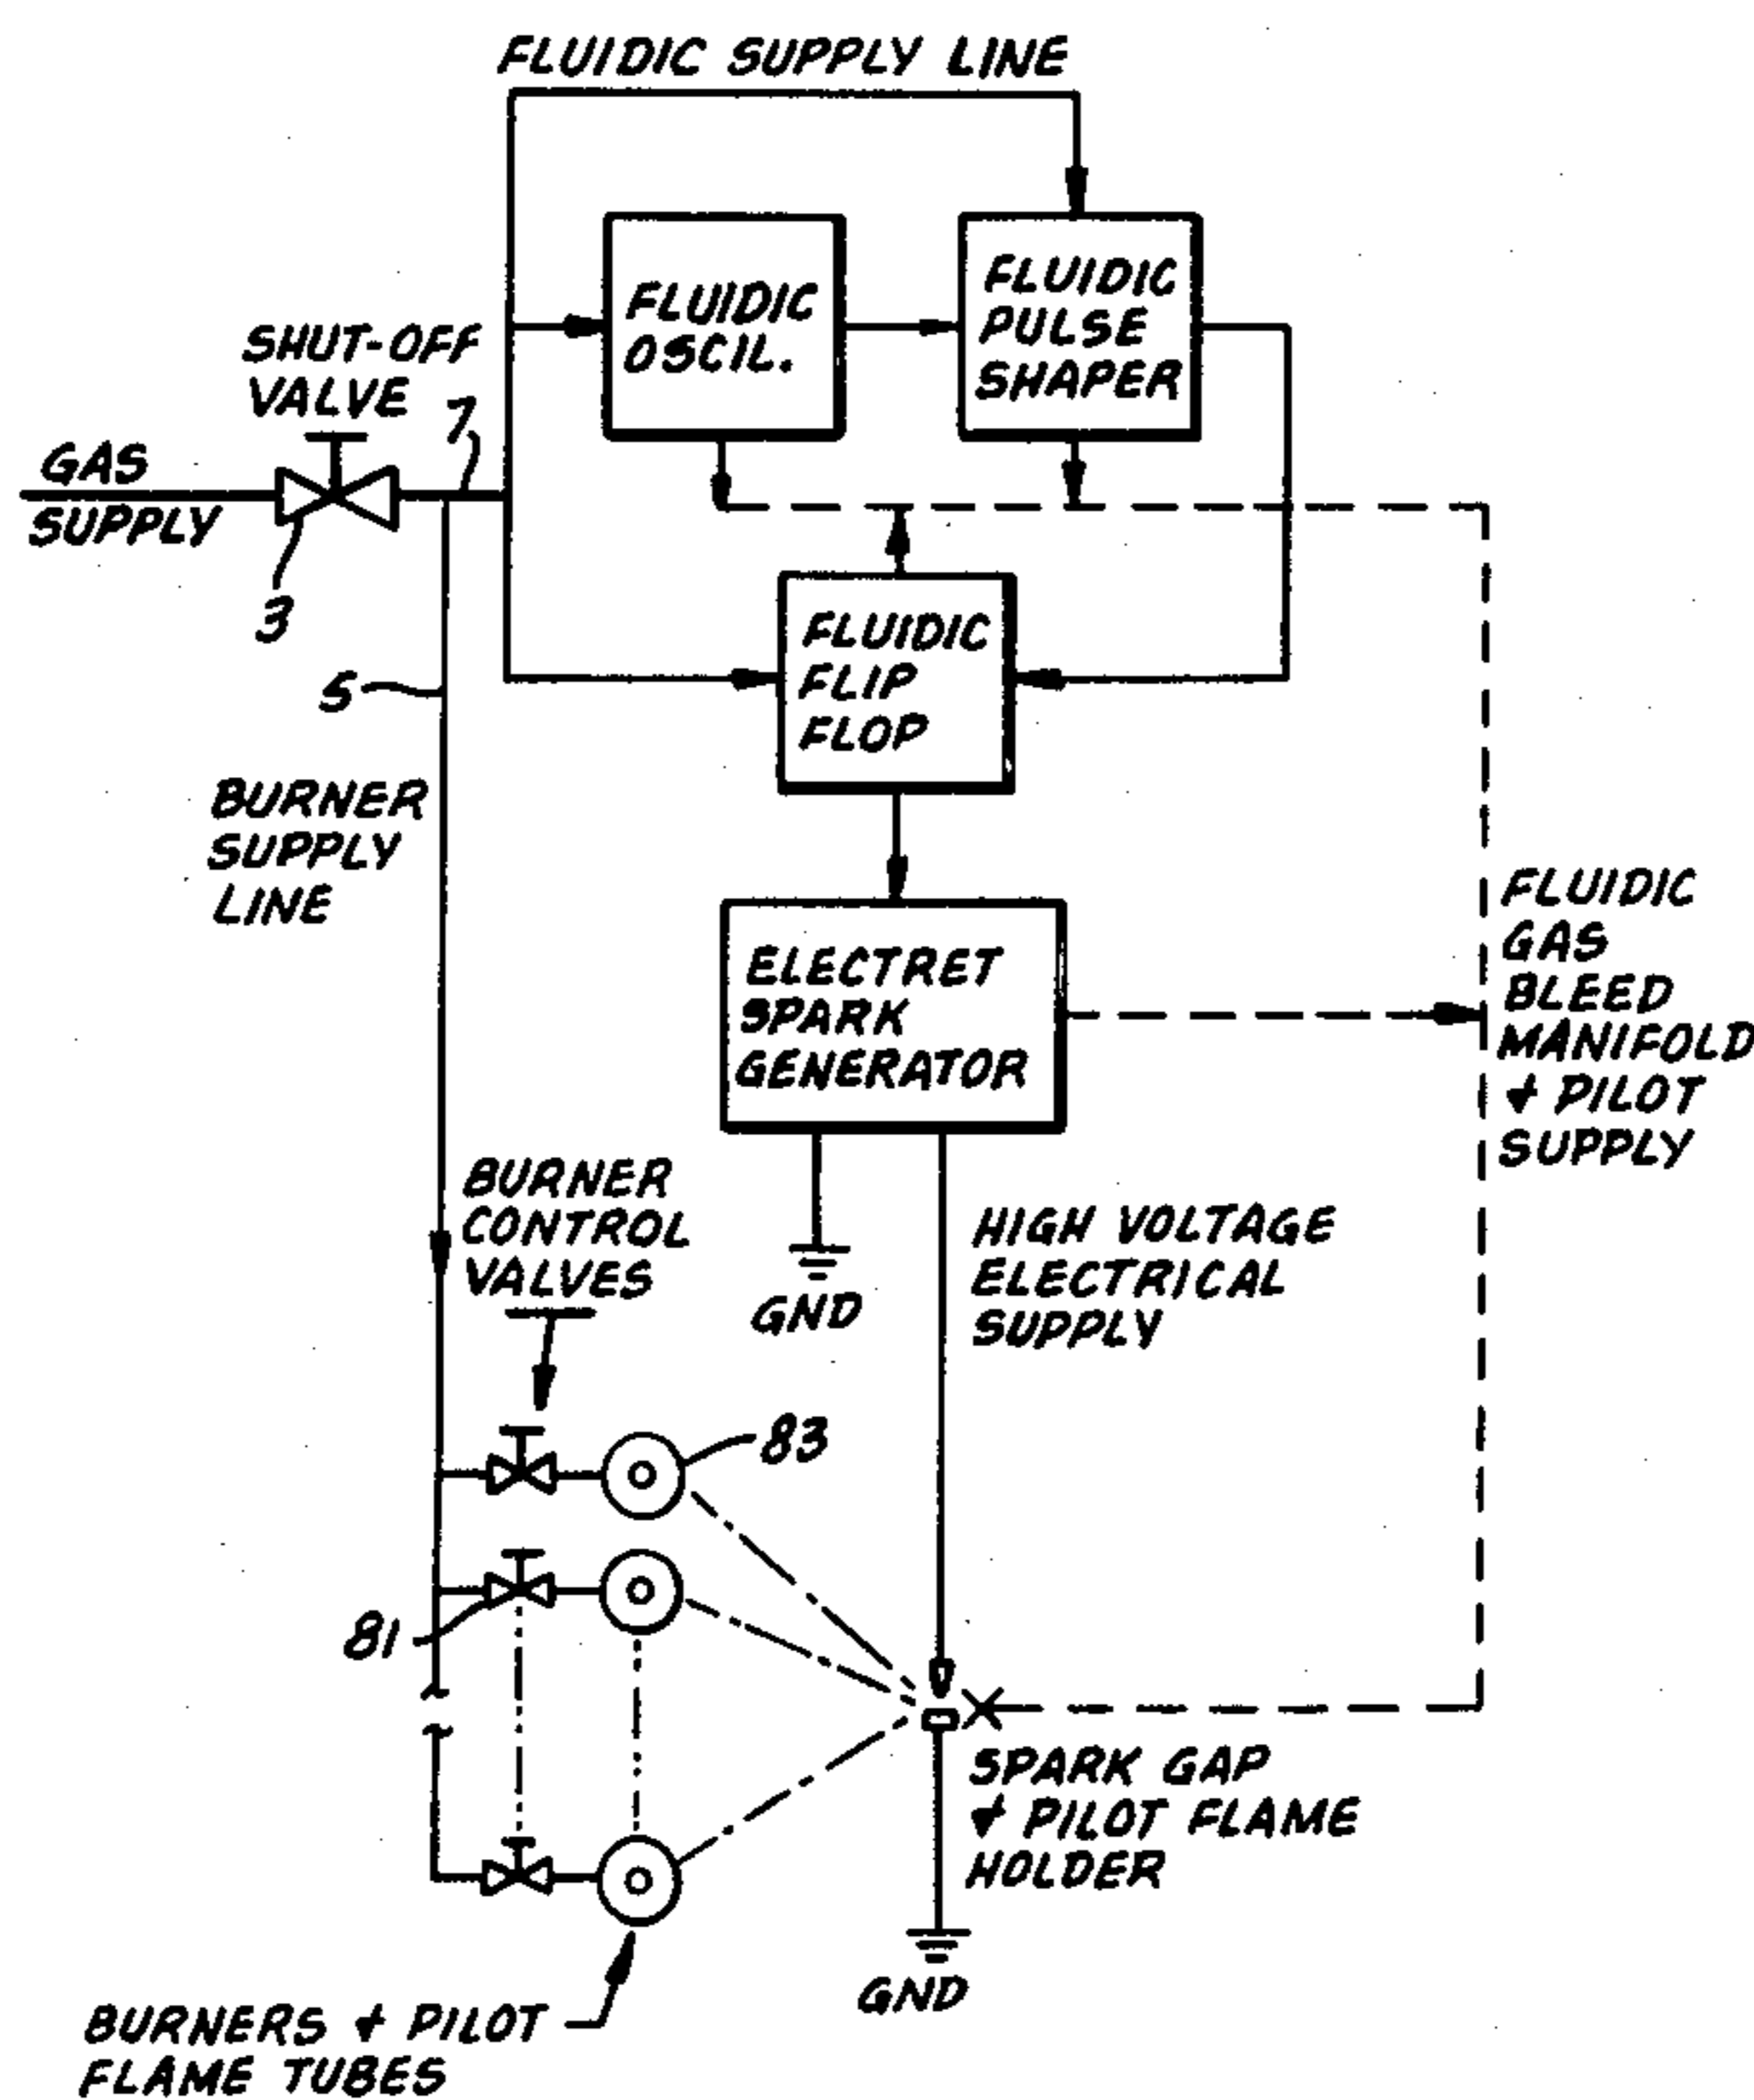 FLUIDIC SUPPLY LINE
FLUIDIC
OSCIL.
FLUIDIC
PULSE
SHAPER
SHUT-OFF
VALVE
7
GAS
SUPPLY
3
FLUIDIC
FLIP
FLOP
5
BURNER
SUPPLY
LINE
ELECTRET
SPARK
GENERATOR
FLUIDIC
GAS
BLEED
MANIFOLD
& PILOT
SUPPLY
BURNER
CONTROL
VALVES
GND
HIGH VOLTAGE
ELECTRICAL
SUPPLY
83
81
SPARK GAP
& PILOT FLAME
HOLDER
GND
BURNERS & PILOT
FLAME TUBES